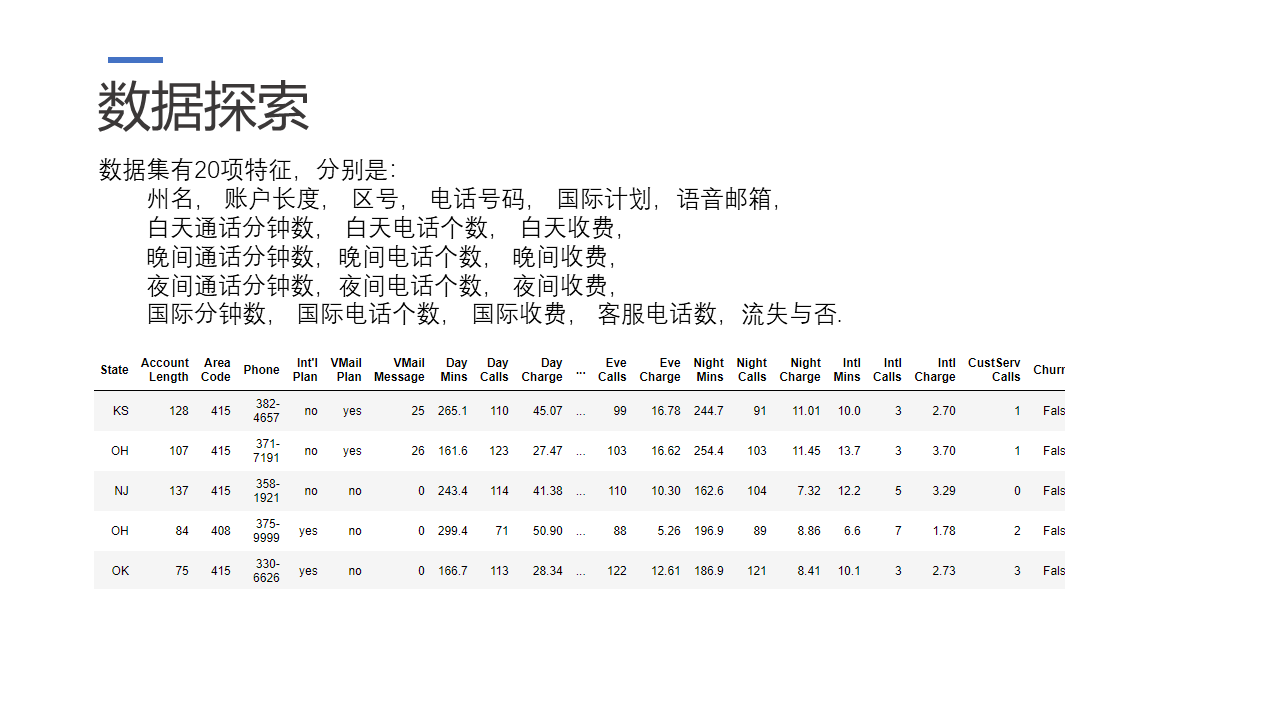 数据探索
数据集有20项特征，分别是：
州名， 账户长度， 区号， 电话号码， 国际计划，语音邮箱，
白天通话分钟数， 白天电话个数， 白天收费，
晚间通话分钟数，晚间电话个数， 晚间收费，
夜间通话分钟数，夜间电话个数， 夜间收费，
国际分钟数， 国际电话个数， 国际收费， 客服电话数，流失与否.
State Account Length Area Code Phone Int'l Plan VMail Plan VMail Message Day Mins Day Calls Day Charge ... Eve Calls Eve Charge Night Mins Night Calls Night Charge Intl Mins Intl Calls Intl Charge CustServ Calls Churn
KS 128 415 382-4657 no yes 25 265.1 110 45.07 ... 99 16.78 244.7 91 11.01 10.0 3 2.70 1 Fals
OH 107 415 371-7191 no yes 26 161.6 123 27.47 ... 103 16.62 254.4 103 11.45 13.7 3 3.70 1 Fals
NJ 137 415 358-1921 no no 0 243.4 114 41.38 ... 110 10.30 162.6 104 7.32 12.2 5 3.29 0 Fals
OH 84 408 375-9999 yes no 0 299.4 71 50.90 ... 88 5.26 196.9 89 8.86 6.6 7 1.78 2 Fals
OK 75 415 330-6626 yes no 0 166.7 113 28.34 ... 122 12.61 186.9 121 8.41 10.1 3 2.73 3 Fals